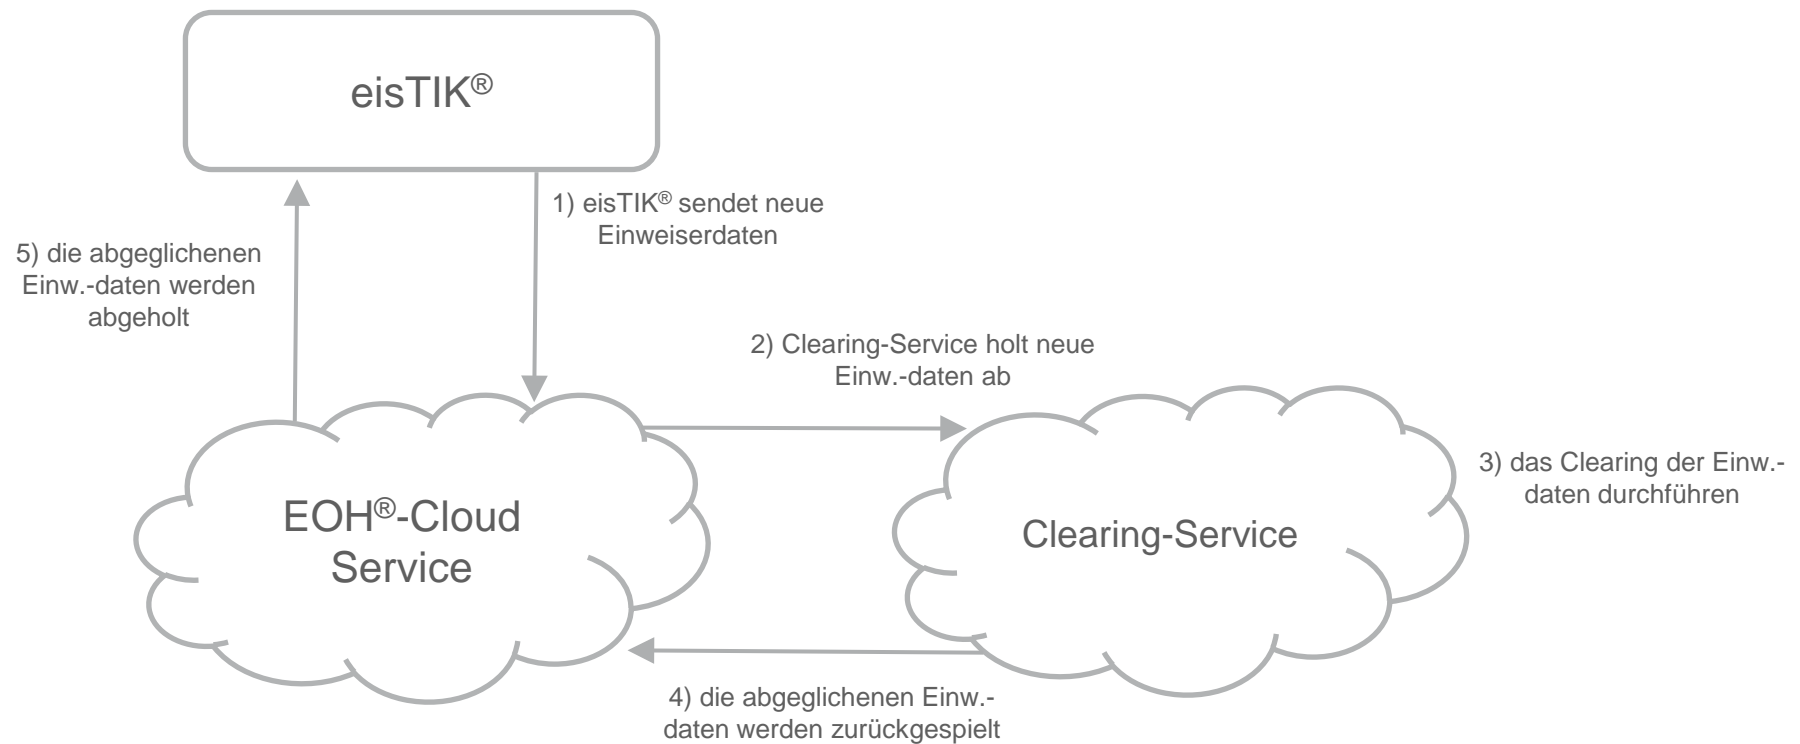 eisTIK®
1) eisTIK® sendet neue
Einweiserdaten
5) die abgeglichenen
Einw.-daten werden
abgeholt
2) Clearing-Service holt neue
Einw.-daten ab
3) das Clearing der Einw.-
daten durchführen
EOH®-Cloud
Service
Clearing-Service
4) die abgeglichenen Einw.-
daten werden zurückgespielt